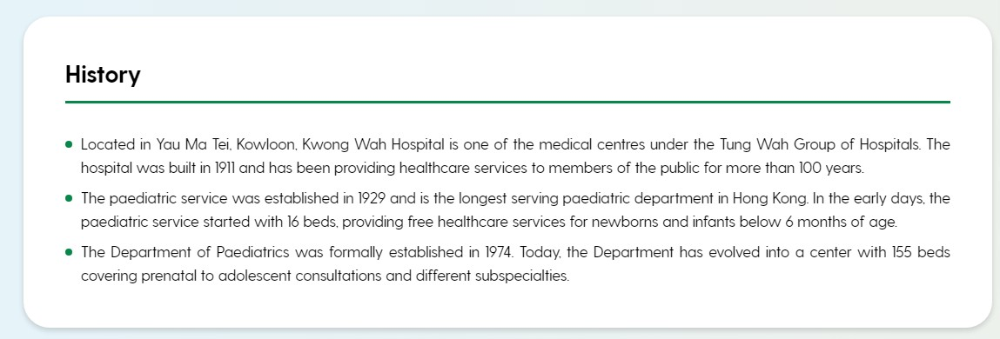 History
Located in Yau Ma Tei, Kowloon, Kwong Wah Hospital is one of the medical centres under the Tung Wah Group of Hospitals. The
hospital was built in 1911 and has been providing healthcare services to members of the public for more than 100 years.
The paediatric service was established in 1929 and is the longest serving paediatric department in Hong Kong. In the early days, the
paediatric service started with 16 beds, providing free healthcare services for newborns and infants below 6 months of age.
The Department of Paediatrics was formally established in 1974. Today, the Department has evolved into a center with 155 beds
covering prenatal to adolescent consultations and different subspecialties.